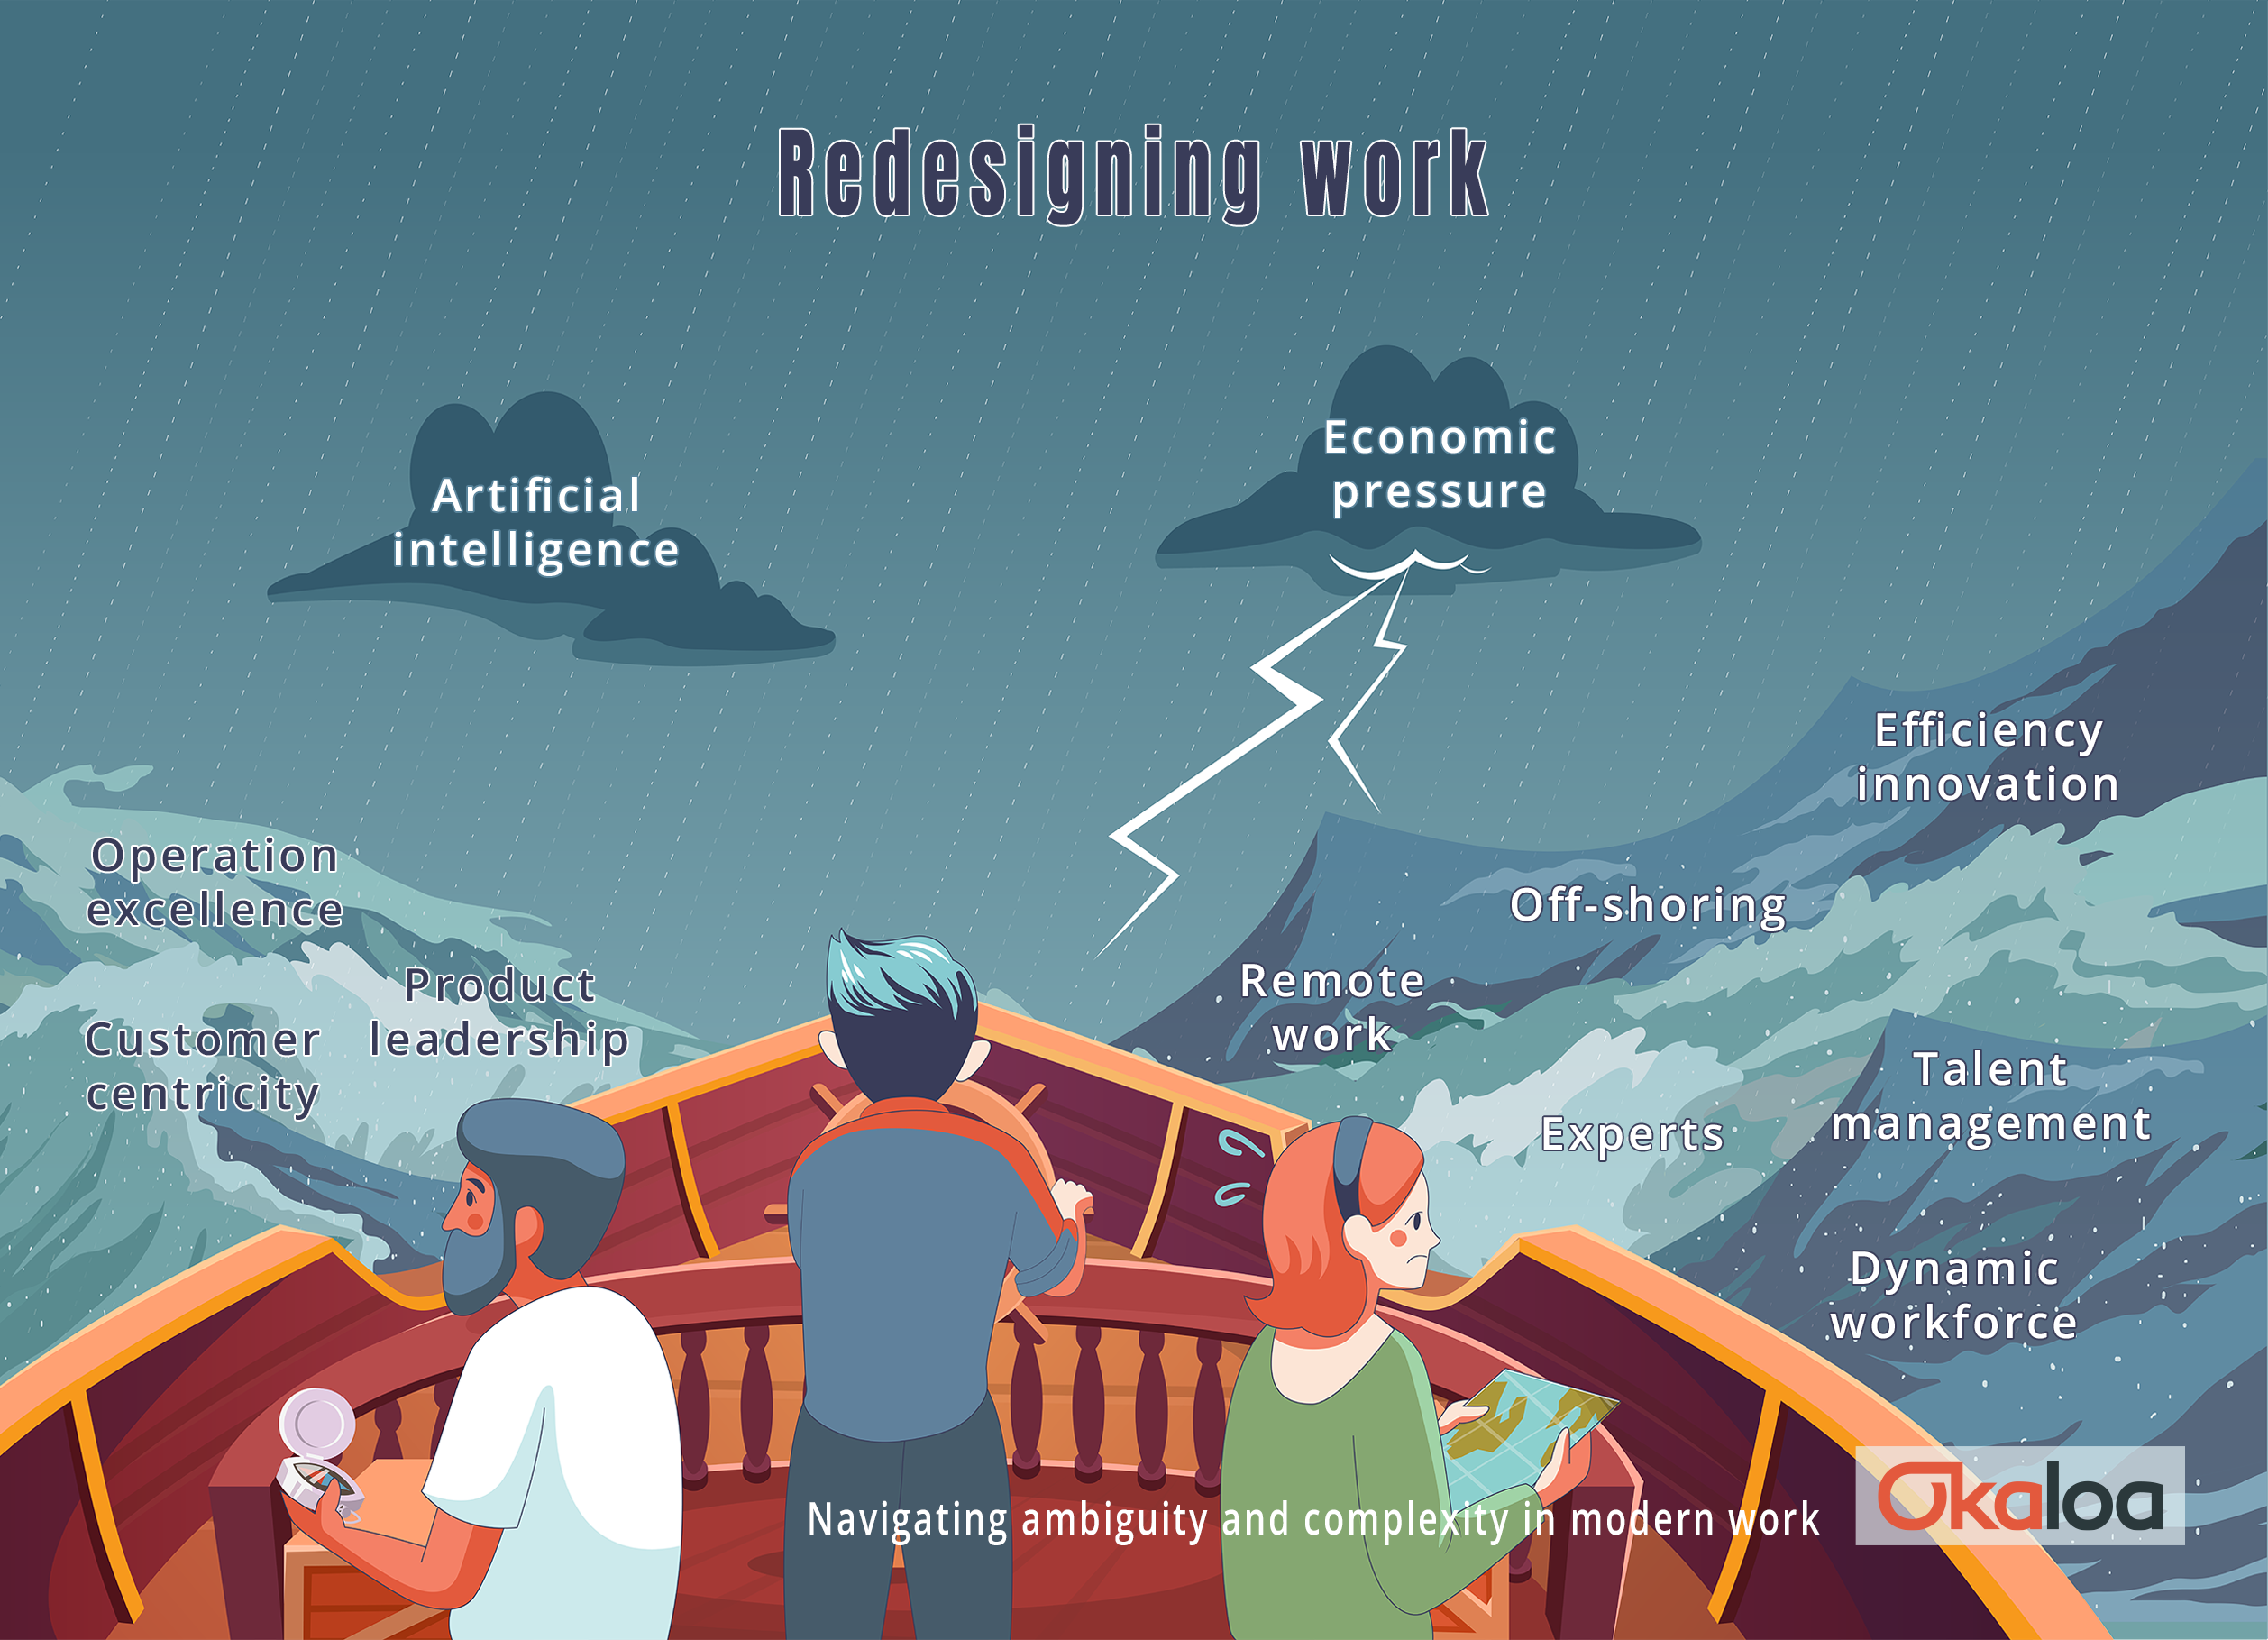 Redesigning work
Artificial
intelligence
Economic
pressure
Operation
excellence
Product
leadership
Customer
centricity
Efficiency
innovation
Off-shoring
Remote
work
Experts
Talent
management
Dynamic
workforce
Navigating ambiguity and complexity in modern work
Okaloa